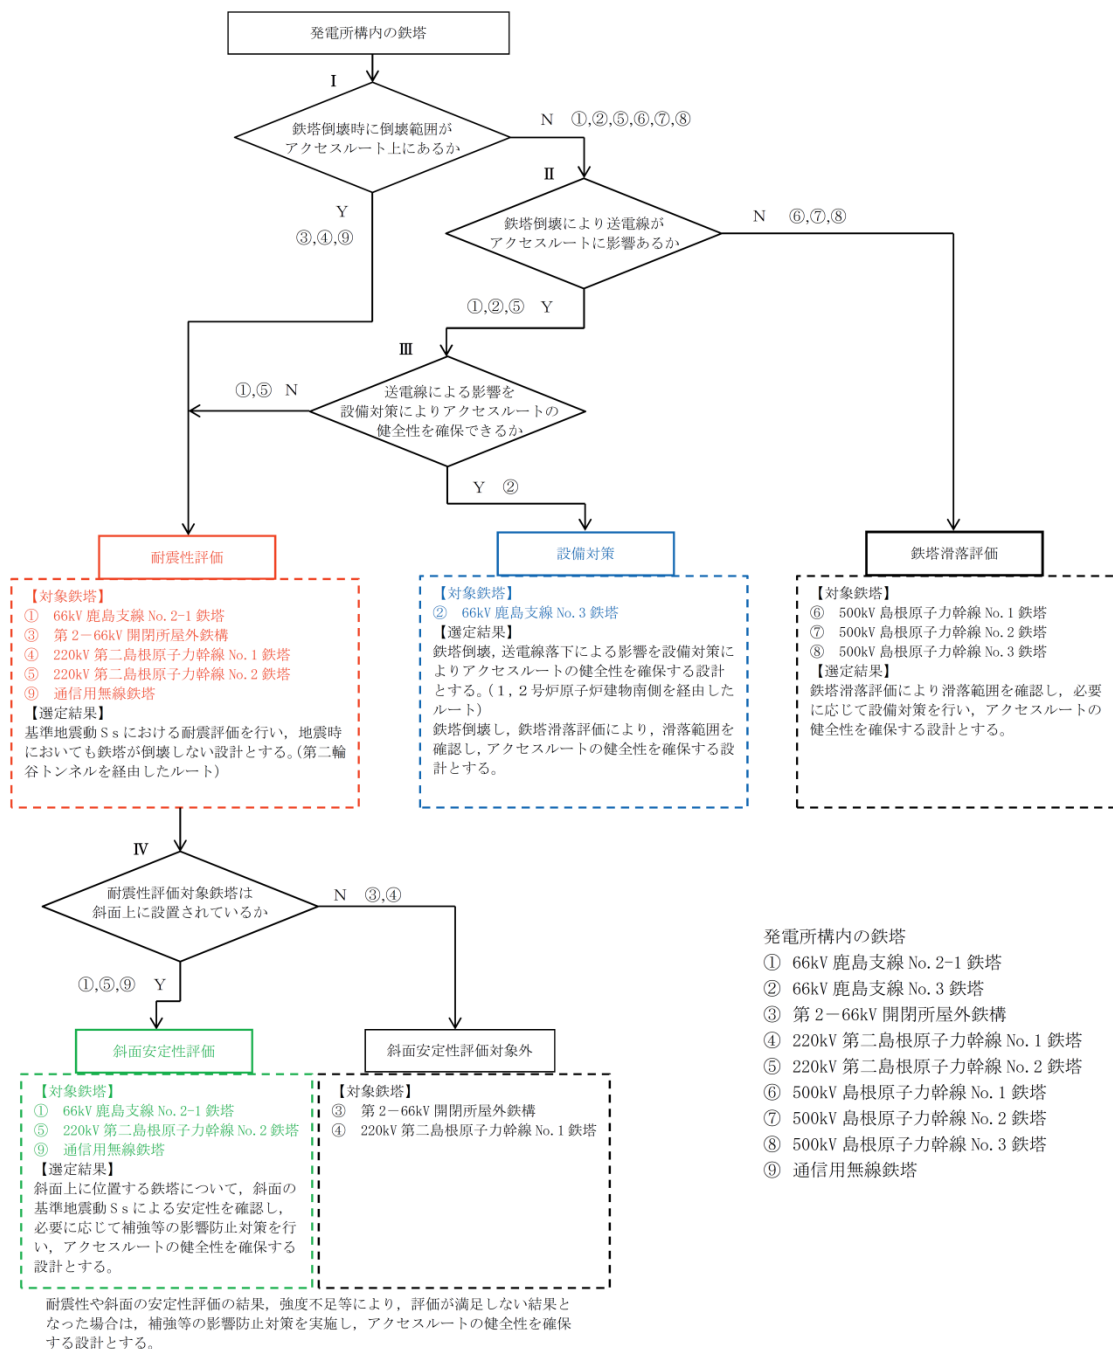 発電所構内の鉄塔
Ⅰ
鉄塔倒壊時に倒壊範囲が
アクセスルート上にあるか
N ①,②,⑤,⑥,⑦,⑧
Y
③,④,⑨
Ⅱ
鉄塔倒壊により送電線が
アクセスルートに影響あるか
N ⑥,⑦,⑧
①,②,⑤ Y
Ⅲ
送電線による影響を
設備対策によりアクセスルートの
健全性を確保できるか
①,⑤ N
Y ②
耐震性評価
【対象鉄塔】
① 66kV 鹿島支線 No.2-1 鉄塔
③ 第2－66kV 開閉所屋外鉄構
④ 220kV 第二島根原子力幹線 No.1 鉄塔
⑤ 220kV 第二島根原子力幹線 No.2 鉄塔
⑨ 通信用無線鉄塔
【選定結果】
基準地震動Ｓｓにおける耐震評価を行い，地震時
においても鉄塔が倒壊しない設計とする。(第二輪
谷トンネルを経由したルート)
設備対策
【対象鉄塔】
② 66kV 鹿島支線 No.3 鉄塔
【選定結果】
鉄塔倒壊，送電線落下による影響を設備対策に
よりアクセスルートの健全性を確保する設計
とする。(１，２号炉原子炉建物南側を経由した
ルート)
鉄塔倒壊し，鉄塔滑落評価により，滑落範囲を
確認し，アクセスルートの健全性を確保する設
計とする。
鉄塔滑落評価
【対象鉄塔】
⑥ 500kV 島根原子力幹線 No.1 鉄塔
⑦ 500kV 島根原子力幹線 No.2 鉄塔
⑧ 500kV 島根原子力幹線 No.3 鉄塔
【選定結果】
鉄塔滑落評価により滑落範囲を確認し，必要
に応じて設備対策を行い，アクセスルートの
健全性を確保する設計とする。
Ⅳ
耐震性評価対象鉄塔は
斜面上に設置されているか
N ③,④
①,⑤,⑨ Y
斜面安定性評価
【対象鉄塔】
① 66kV 鹿島支線 No.2-1 鉄塔
⑤ 220kV 第二島根原子力幹線 No.2 鉄塔
⑨ 通信用無線鉄塔
【選定結果】
斜面上に位置する鉄塔について，斜面の
基準地震動Ｓｓによる安定性を確認し，
必要に応じて補強等の影響防止対策を行
い，アクセスルートの健全性を確保する
設計とする。
斜面安定性評価対象外
【対象鉄塔】
③ 第2－66kV 開閉所屋外鉄構
④ 220kV 第二島根原子力幹線 No.1 鉄塔
発電所構内の鉄塔
① 66kV 鹿島支線 No.2-1 鉄塔
② 66kV 鹿島支線 No.3 鉄塔
③ 第2－66kV 開閉所屋外鉄構
④ 220kV 第二島根原子力幹線 No.1 鉄塔
⑤ 220kV 第二島根原子力幹線 No.2 鉄塔
⑥ 500kV 島根原子力幹線 No.1 鉄塔
⑦ 500kV 島根原子力幹線 No.2 鉄塔
⑧ 500kV 島根原子力幹線 No.3 鉄塔
⑨ 通信用無線鉄塔
耐震性や斜面の安定性評価の結果，強度不足等により，評価が満足しない結果と
なった場合は，補強等の影響防止対策を実施し，アクセスルートの健全性を確保
する設計とする。